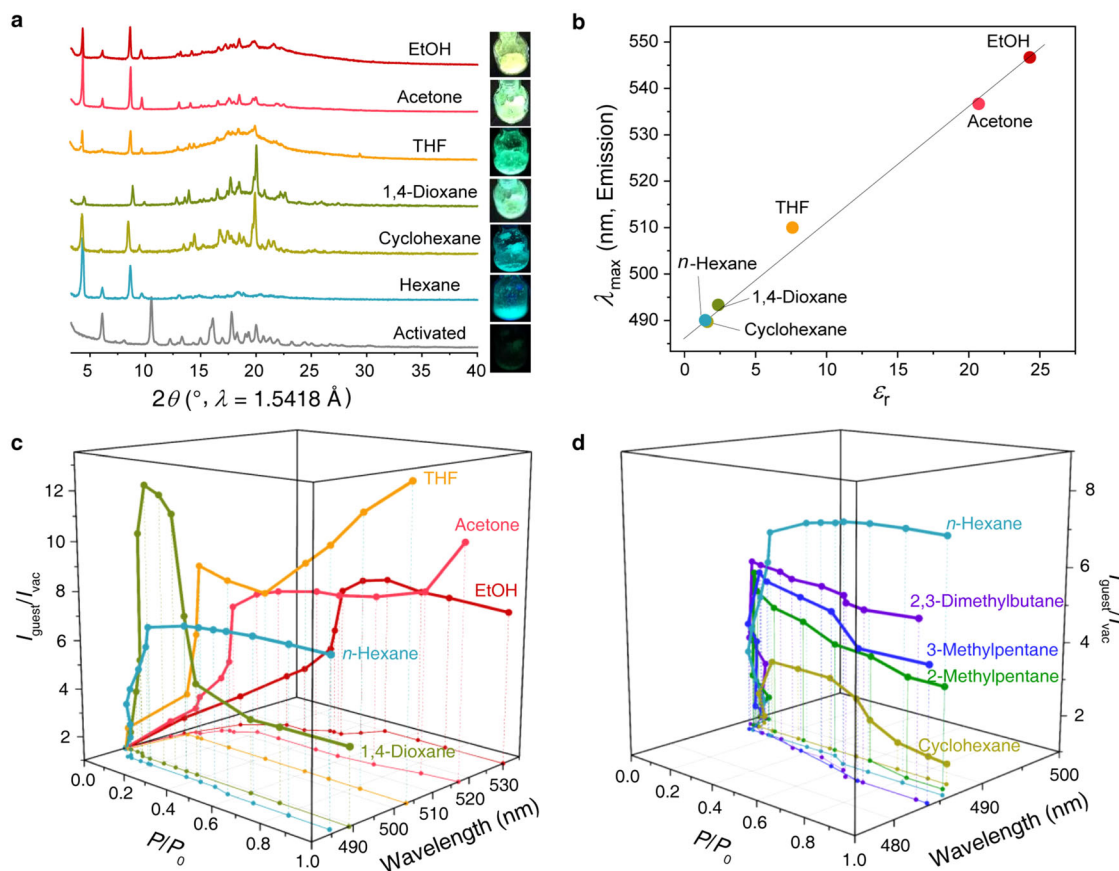 a
EtOH
Acetone
THF
1,4-Dioxane
Cyclohexane
Hexane
Activated
5 10 15 20 25 30 35 40
2θ (°, λ = 1.5418 Å)
b
λmax (nm, Emission)
550
540
530
520
510
500
490
EtOH
Acetone
THF
n-Hexane
1,4-Dioxane
Cyclohexane
0 5 10 15 20 25
εr
c
Iguest/Ivac
12
10
8
6
4
2
THF
Acetone
EtOH
n-Hexane
1,4-Dioxane
0.0 0.2 0.4 0.6 0.8 1.0
P/P0
490 500 510 520 530
Wavelength (nm)
d
Iguest/Ivac
8
6
4
2
n-Hexane
2,3-Dimethylbutane
3-Methylpentane
2-Methylpentane
Cyclohexane
0.0 0.2 0.4 0.6 0.8 1.0
P/P0
480 490 500
Wavelength (nm)